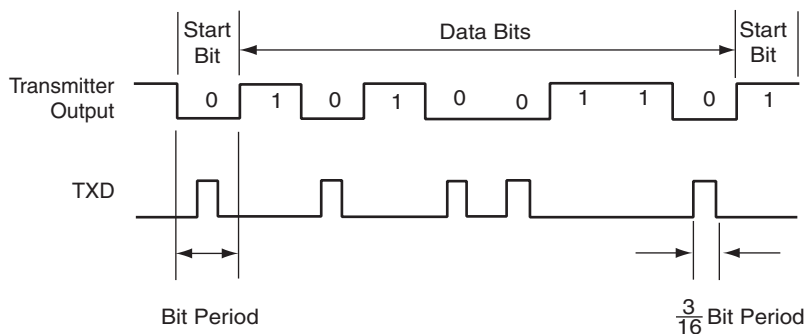 Start
Bit
Data Bits
Start
Bit
Transmitter
Output
0 1 0 1 0 0 1 1 0 1
TXD
Bit Period
3/16 Bit Period